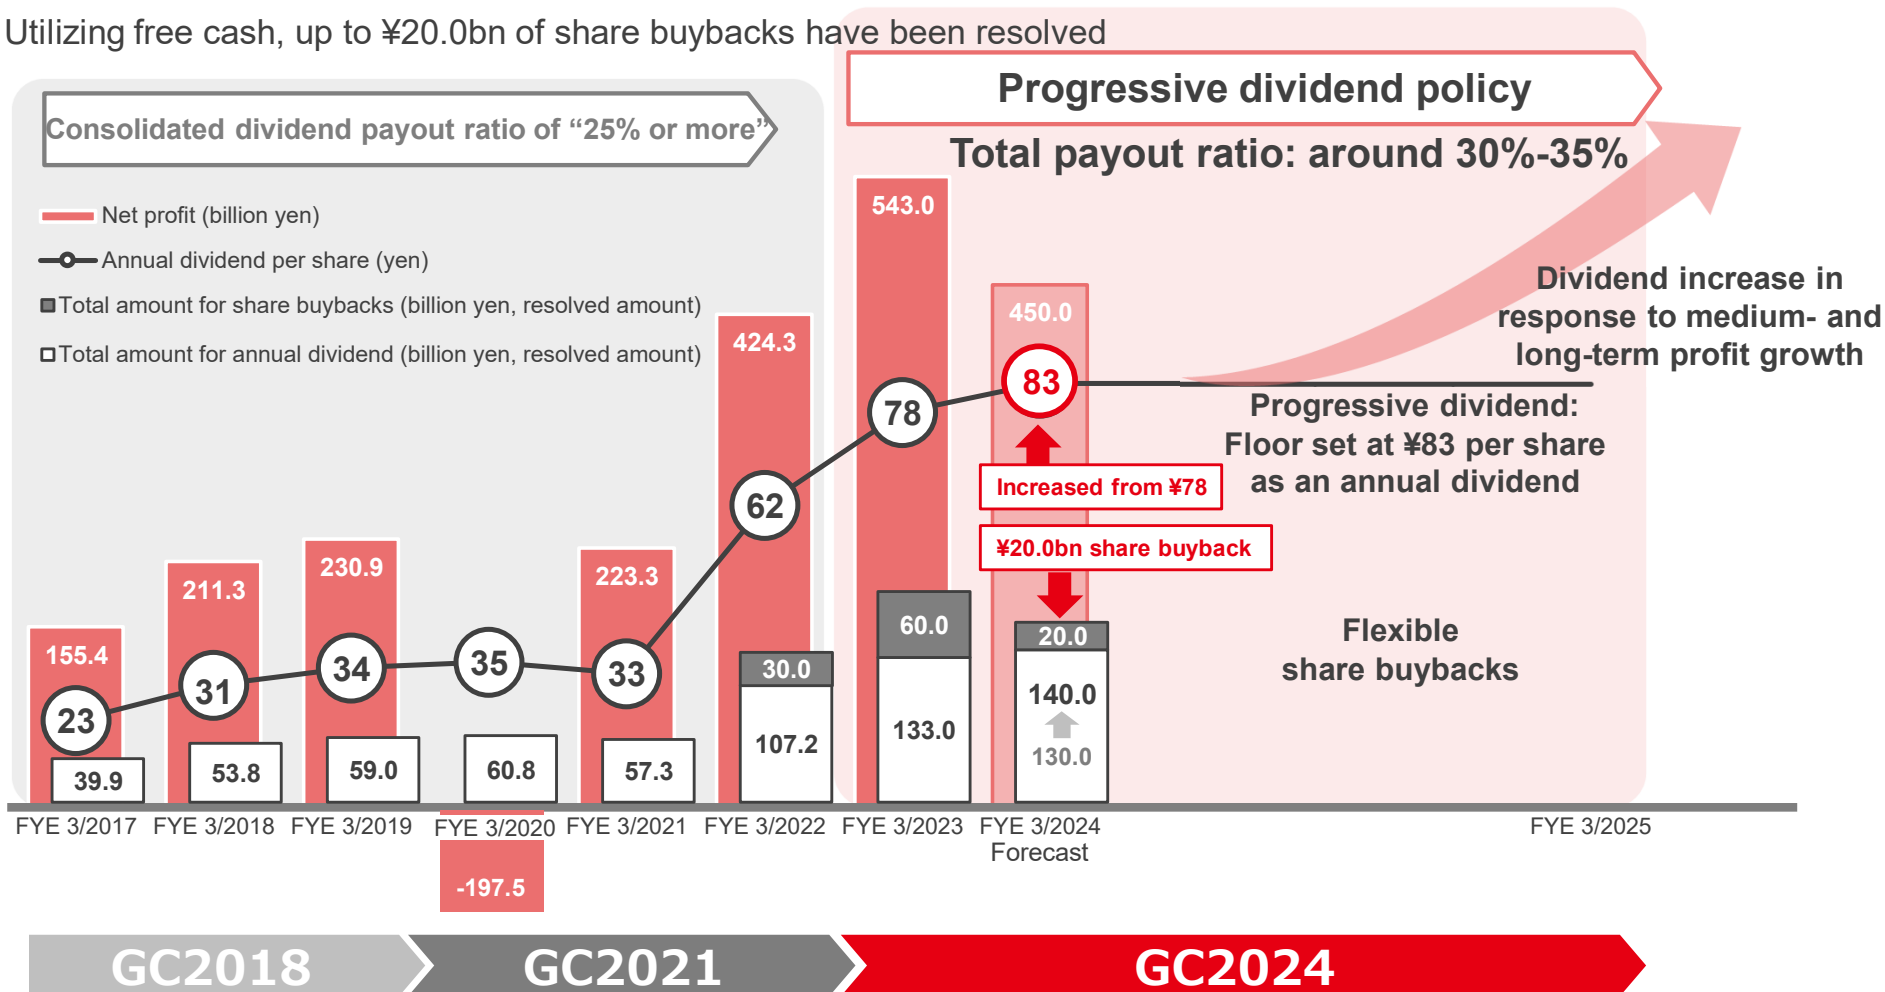 Utilizing free cash, up to ¥20.0bn of share buybacks have been resolved
Consolidated dividend payout ratio of “25% or more”
Progressive dividend policy
Total payout ratio: around 30%-35%
Net profit (billion yen)
Annual dividend per share (yen)
Total amount for share buybacks (billion yen, resolved amount)
Total amount for annual dividend (billion yen, resolved amount)
155.4
211.3
230.9
-197.5
223.3
424.3
543.0
450.0
23
31
34
35
33
62
78
83
Increased from ¥78
¥20.0bn share buyback
30.0
60.0
20.0
39.9
53.8
59.0
60.8
57.3
107.2
133.0
140.0
130.0
Dividend increase in
response to medium- and
long-term profit growth
Progressive dividend:
Floor set at ¥83 per share
as an annual dividend
Flexible
share buybacks
FYE 3/2017
FYE 3/2018
FYE 3/2019
FYE 3/2020
FYE 3/2021
FYE 3/2022
FYE 3/2023
FYE 3/2024
Forecast
FYE 3/2025
GC2018
GC2021
GC2024